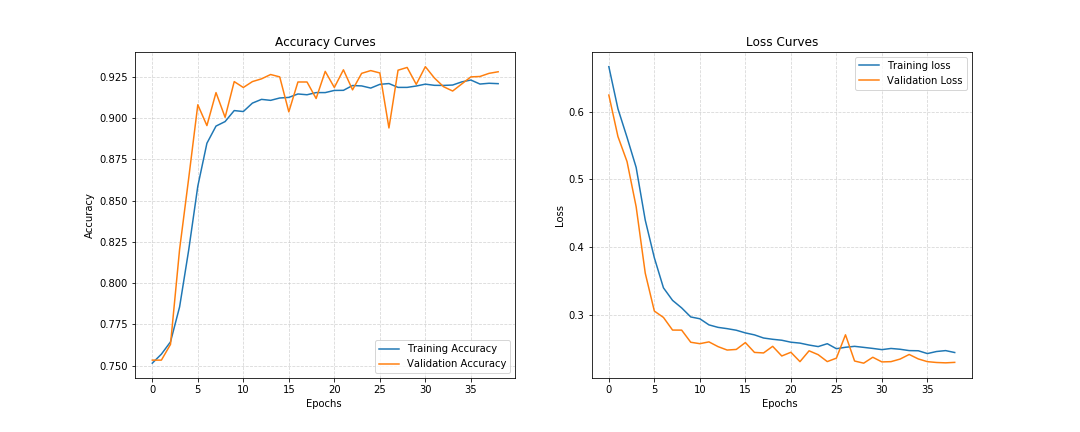 Accuracy Curves
Accuracy
0.925
0.900
0.875
0.850
0.825
0.800
0.775
0.750
Training Accuracy
Validation Accuracy
0 5 10 15 20 25 30 35
Epochs
Loss Curves
Loss
0.6
0.5
0.4
0.3
Training loss
Validation Loss
0 5 10 15 20 25 30 35
Epochs